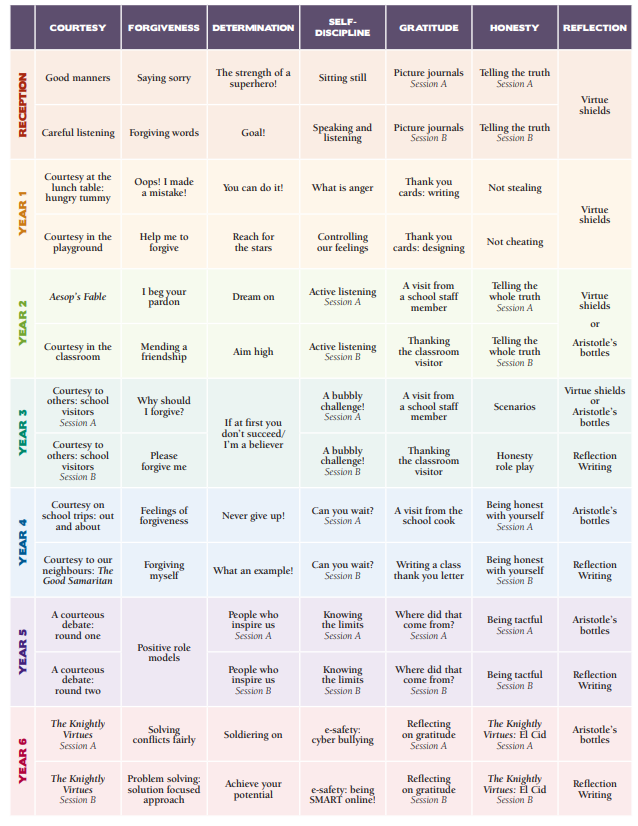 COURTESY
FORGIVENESS
DETERMINATION
SELF-
DISCIPLINE
GRATITUDE
HONESTY
REFLECTION
RECEPTION
Good manners
Saying sorry
The strength of a
superhero!
Sitting still
Picture journals
Session A
Telling the truth
Session A
Virtue
shields
Careful listening
Forgiving words
Goal!
Speaking and
listening
Picture journals
Session B
Telling the truth
Session B
YEAR 1
Courtesy at the
lunch table:
hungry tummy
Oops! I made
a mistake!
You can do it!
What is anger
Thank you
cards: writing
Not stealing
Virtue
shields
Courtesy in the
playground
Help me to
forgive
Reach for
the stars
Controlling
our feelings
Thank you
cards: designing
Not cheating
YEAR 2
Aesop's Fable
I beg your
pardon
Dream on
Active listening
Session A
A visit from
a school staff
member
Telling the
whole truth
Session A
Virtue
shields
or
Aristotle's
bottles
Courtesy in the
classroom
Mending a
friendship
Aim high
Active listening
Session B
Thanking
the classroom
visitor
Telling the
whole truth
Session B
YEAR 3
Courtesy to
others: school
visitors
Session A
Why should
I forgive?
If at first you
don't succeed/
I'm a believer
A bubbly
challenge!
Session A
A visit from
a school staff
member
Scenarios
Virtue shields
or
Aristotle's
bottles
Courtesy to
others: school
visitors
Session B
Please
forgive me
A bubbly
challenge!
Session B
Thanking
the classroom
visitor
Honesty
role play
Reflection
Writing
YEAR 4
Courtesy on
school trips: out
and about
Feelings of
forgiveness
Never give up!
Can you wait?
Session A
A visit from the
school cook
Being honest
with yourself
Session A
Aristotle's
bottles
Courtesy to our
neighbours: The
Good Samaritan
Forgiving
myself
What an example!
Can you wait?
Session B
Writing a class
thank you letter
Being honest
with yourself
Session B
Reflection
Writing
YEAR 5
A courteous
debate:
round one
Positive role
models
People who
inspire us
Session A
Knowing
the limits
Session A
Where did that
come from?
Session A
Being tactful
Session A
Aristotle's
bottles
A courteous
debate:
round two
People who
inspire us
Session B
Knowing
the limits
Session B
Where did that
come from?
Session B
Being tactful
Session B
Reflection
Writing
YEAR 6
The Knightly
Virtues
Session A
Solving
conflicts fairly
Soldiering on
e-safety:
cyber bullying
Reflecting
on gratitude
Session A
The Knightly
Virtues: El Cid
Session A
Aristotle's
bottles
The Knightly
Virtues
Session B
Problem solving:
solution focused
approach
Achieve your
potential
e-safety: being
SMART online!
Reflecting
on gratitude
Session B
The Knightly
Virtues: El Cid
Session B
Reflection
Writing